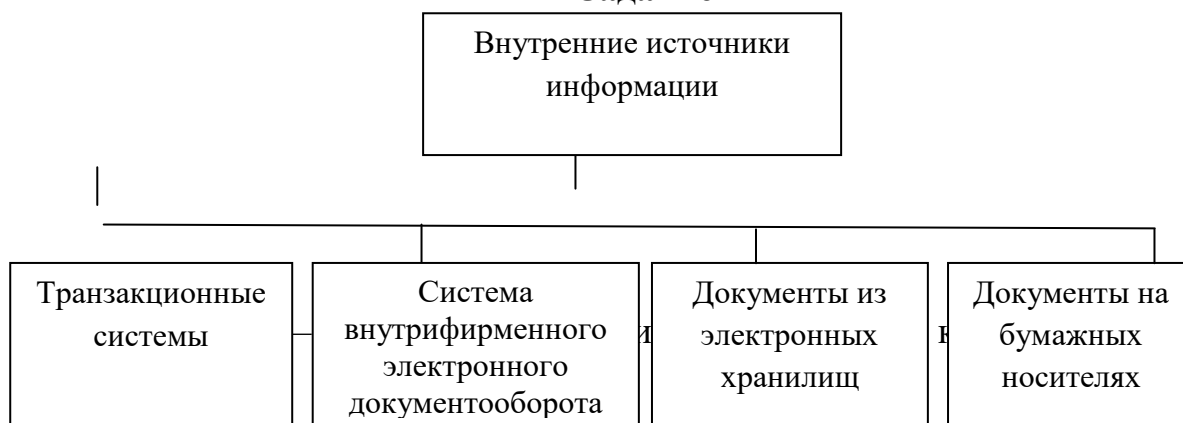 Внутренние источники
информации
Транзакционные
системы
Система
внутрифирменного
электронного
документооборота
Документы из
электронных
хранилищ
Документы на
бумажных
носителях